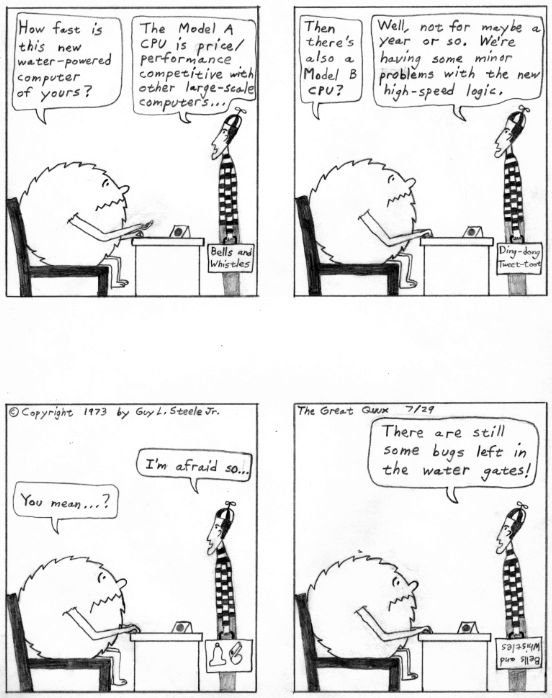 How fast is
this new
water-powered
computer
of yours?
The Model A
CPU is price/
performance
competitive with
other large-scale
computers...
Bells and
Whistles
Then
there's
also a
Model B
CPU?
Well, not for maybe a
year or so. We're
having some minor
problems with the new
high-speed logic.
Ding-dong
Tweet-toot
© Copyright 1973 by Guy L. Steele Jr.
You mean...?
I'm afraid so...
The Great Quux 7/29
There are still
some bugs left in
the water gates!
Bells and
Whistles